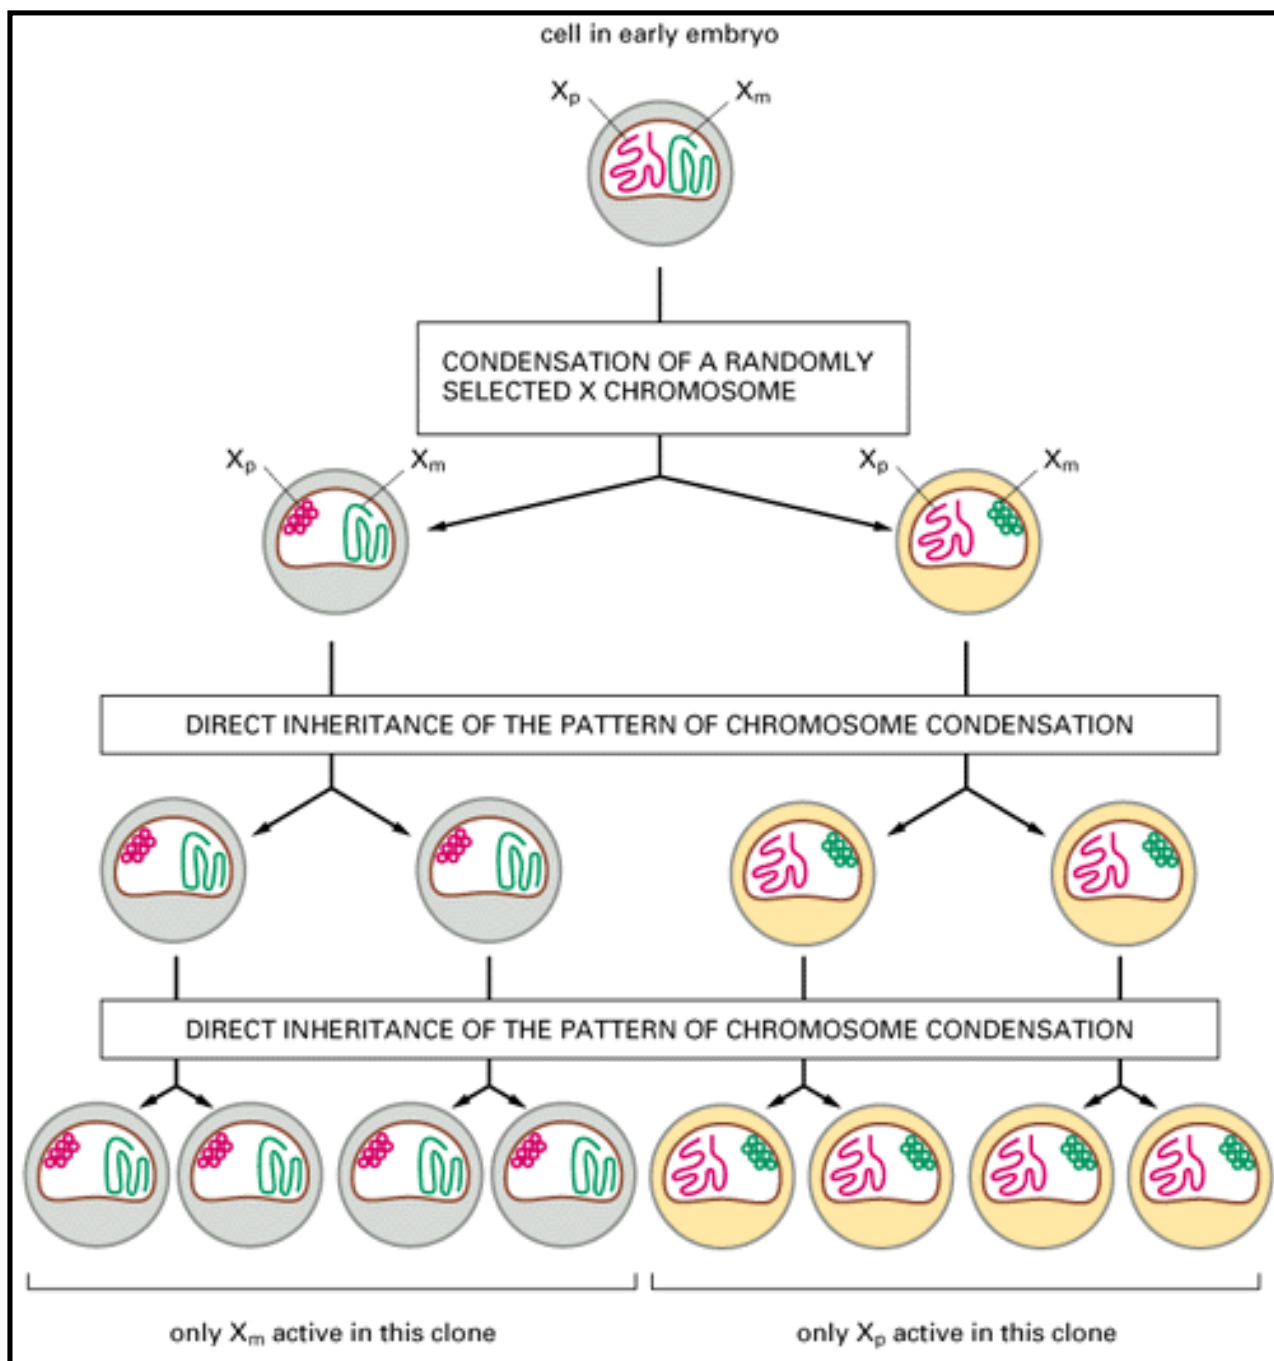 cell in early embryo
Xp Xm
CONDENSATION OF A RANDOMLY
SELECTED X CHROMOSOME
Xp Xm Xp Xm
DIRECT INHERITANCE OF THE PATTERN OF CHROMOSOME CONDENSATION
DIRECT INHERITANCE OF THE PATTERN OF CHROMOSOME CONDENSATION
only Xm active in this clone
only Xp active in this clone